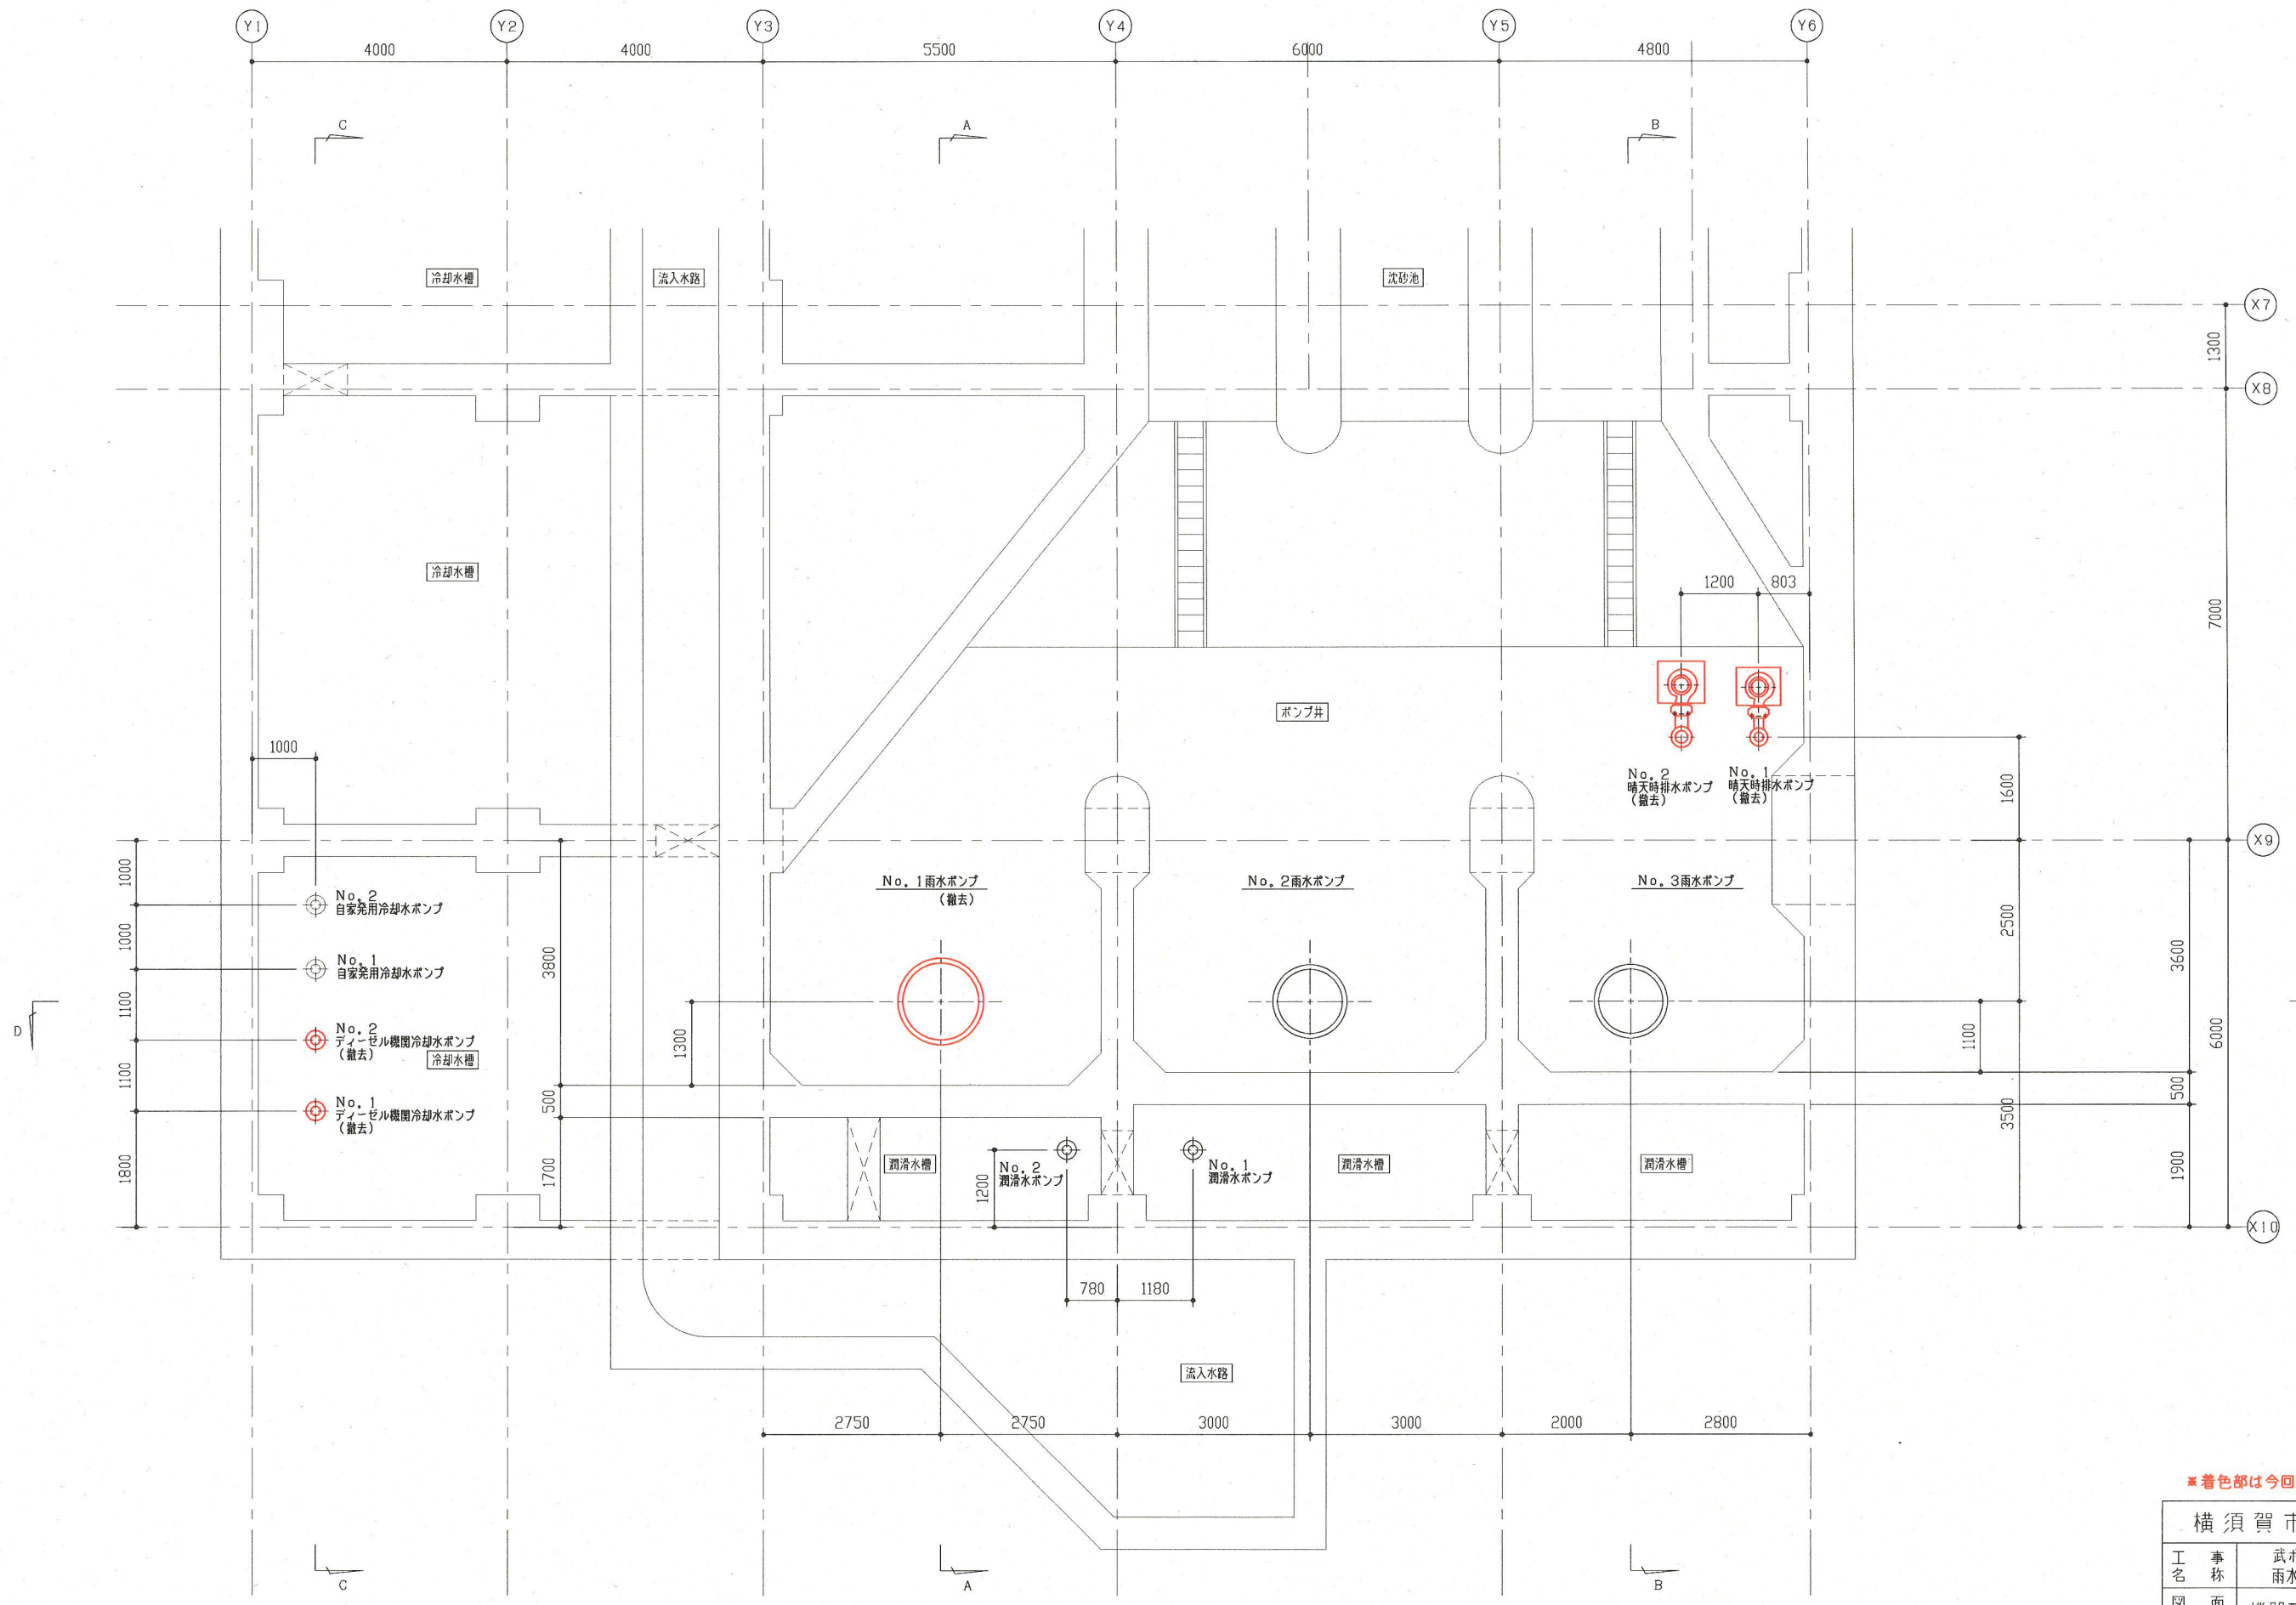 Y1
Y2
Y3
Y4
Y5
Y6
4000
4000
5500
6000
4800
C
A
B
冷却水槽
流入水路
沈砂池
X7
1300
X8
冷却水槽
1200
803
7000
ポンプ井
1000
No. 2
晴天時排水ポンプ
(撤去)
No. 1
晴天時排水ポンプ
(撤去)
1600
X9
1000
No. 1雨水ポンプ
(撤去)
No. 2雨水ポンプ
No. 3雨水ポンプ
No. 2
自家発用冷却水ポンプ
1000
No. 1
自家発用冷却水ポンプ
3800
2500
3600
1100
D
No. 2
ディーゼル機関冷却水ポンプ
(撤去)
冷却水槽
1300
1100
6000
1100
No. 1
ディーゼル機関冷却水ポンプ
(撤去)
500
500
3500
1800
1700
潤滑水槽
No. 2
潤滑水ポンプ
1200
No. 1
潤滑水ポンプ
潤滑水槽
潤滑水槽
1900
X10
780
1180
流入水路
2750
2750
3000
3000
2000
2800
C
A
B
※着色部は今回
横須賀市
工事
名称
武
雨水
図面